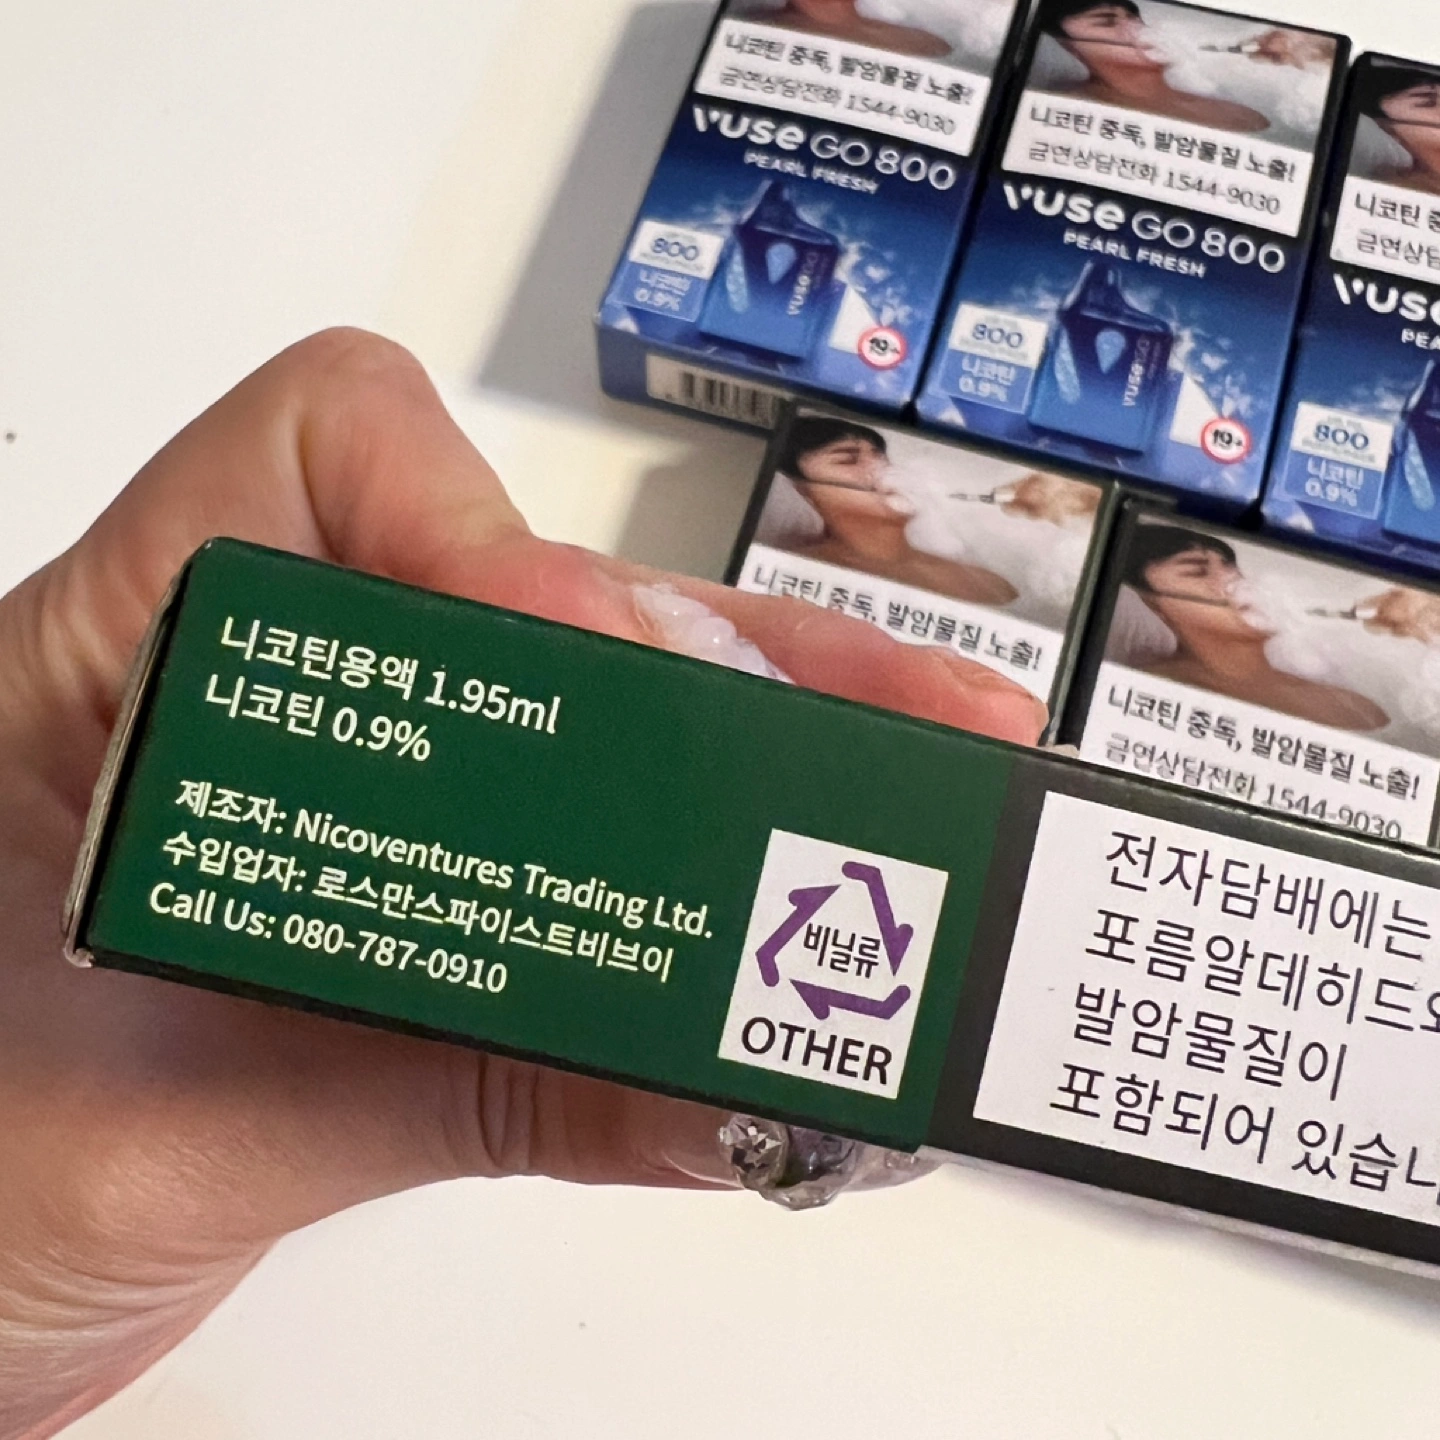 니코틴 중독, 발암물질 노출!
금연상담전화 1544-9030
vuse GO 800
PEARL FRESH
800
니코틴
0.9%
vuse
19+
니코틴 중독, 발암물질 노출!
금연상담전화 1544-9030
vuse GO 800
PEARL FRESH
800
니코틴
0.9%
vuse
19+
니코틴
금연상담
800
니코틴
0.9%
니코틴 중독, 발암물질 노출!
니코틴 중독, 발암물질 노출!
금연상담전화 1544-9030
니코틴용액 1.95ml
니코틴 0.9%
제조자: Nicoventures Trading Ltd.
수입업자: 로스만스파이스트비브이
Call Us: 080-787-0910
비닐류
OTHER
전자담배에는
포름알데히드
발암물질이
포함되어 있습